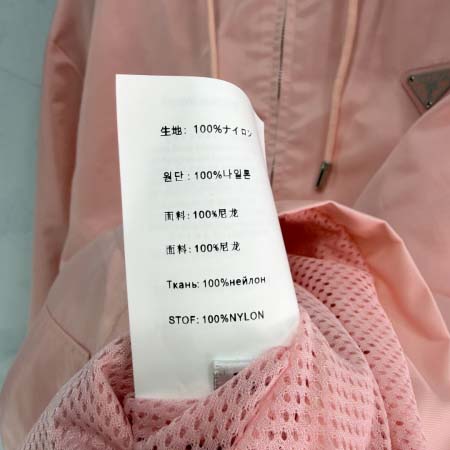 生地: 100%ナイロン
원단: 100%나일론
面料: 100%尼龙
面料: 100%尼龙
Ткань: 100%нейлон
STOF: 100%NYLON